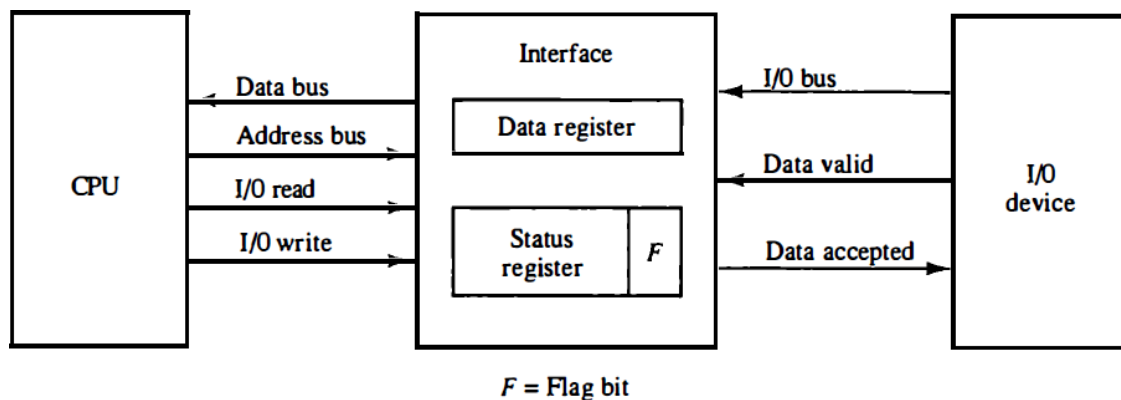 Interface
Data bus
I/0 bus
Data register
Address bus
Data valid
CPU
I/0 read
I/0
device
Status
register
F
I/0 write
Data accepted
F = Flag bit